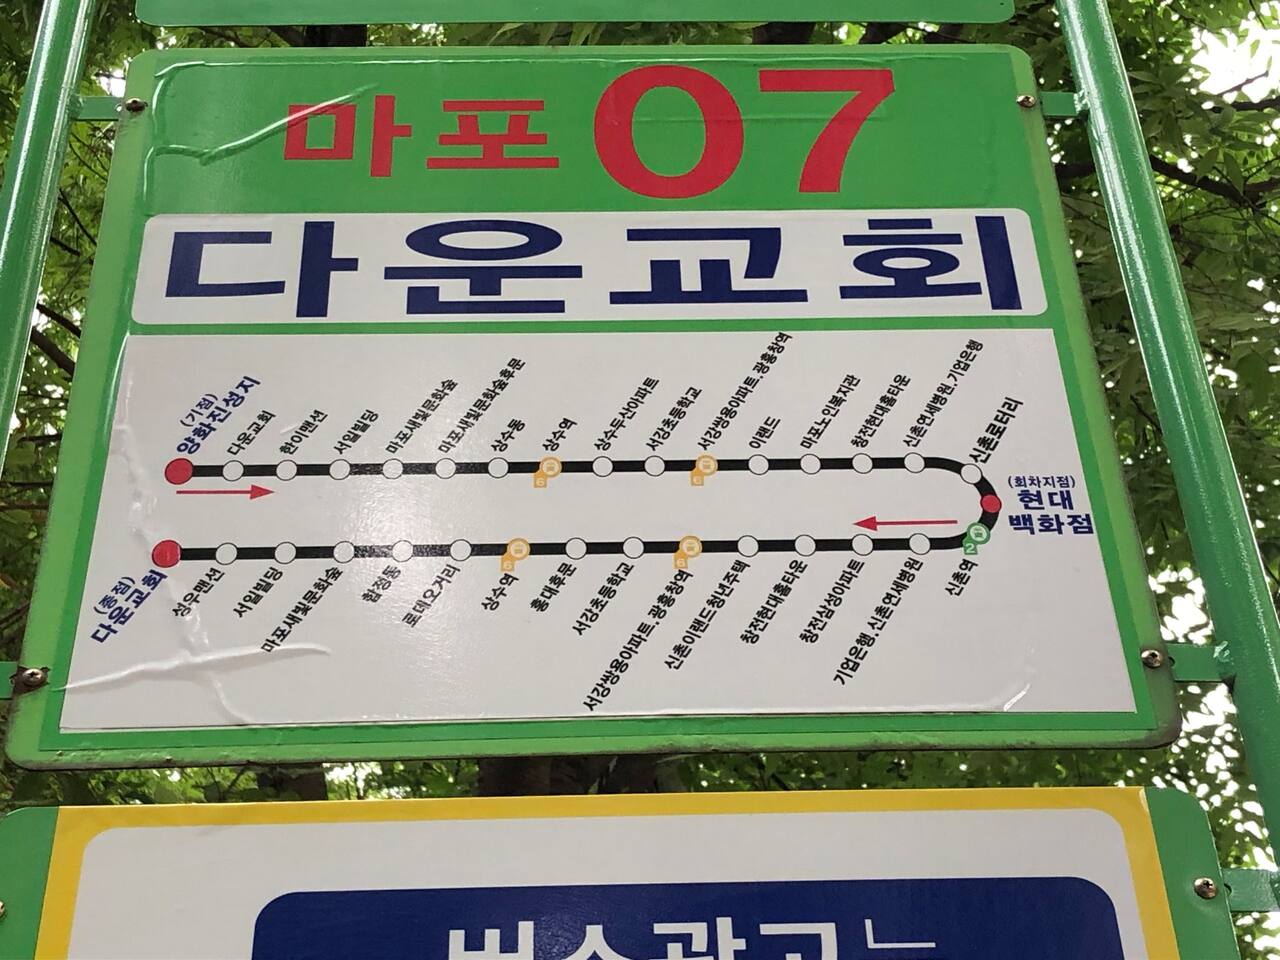 마포 07
다운교회
(기점)
양화진성지
다운교회
한이맨션
서일빌딩
마포새빛문화숲
마포새빛문화숲후문
상수동
상수역
상수두산아파트
서강초등학교
서강쌍용아파트.광흥창역
이랜드
마포노인복지관
창전현대홈타운
신촌연세병원.기업은행
신촌로터리
6
6
(회차지점)
현대
백화점
2
6
6
(종점)
다운교회
성우맨션
서일빌딩
마포새빛문화숲
합정동
로데오거리
상수역
홍대후문
서강초등학교
서강쌍용아파트.광흥창역
신촌이랜드청년주택
창전현대홈타운
창전삼성아파트
기업은행.신촌연세병원
신촌역